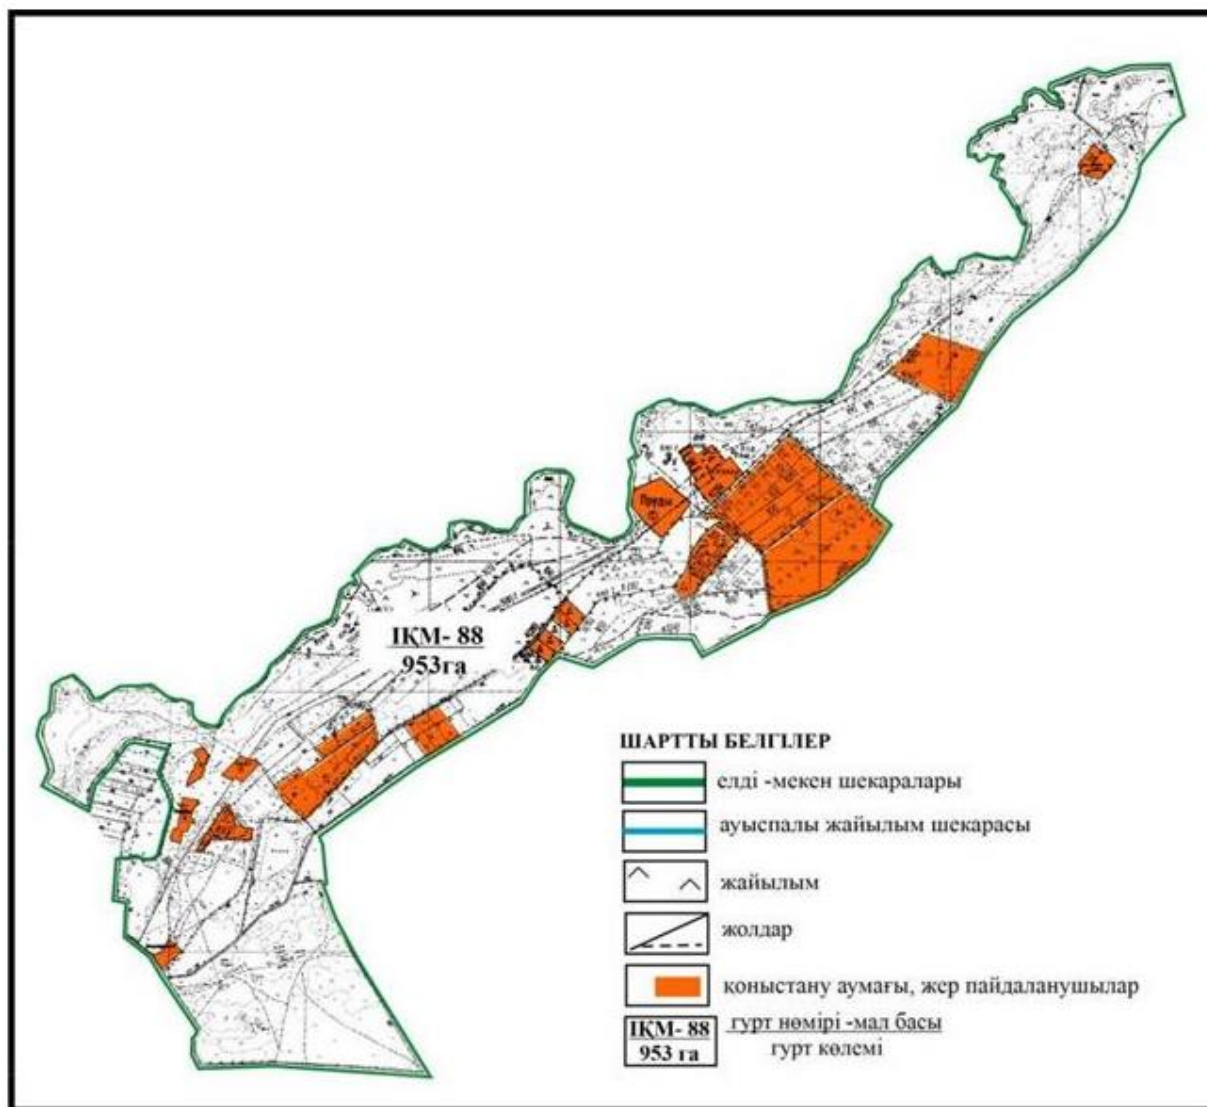 Пруды
ІҚМ- 88
953га
ШАРТТЫ БЕЛГІЛЕР
елді -мекен шекаралары
ауыспалы жайылым шекарасы
жайылым
жолдар
қоныстану аумағы, жер пайдаланушылар
ІҚМ- 88
953 га
гурт нөмірі -мал басы
гурт көлемі